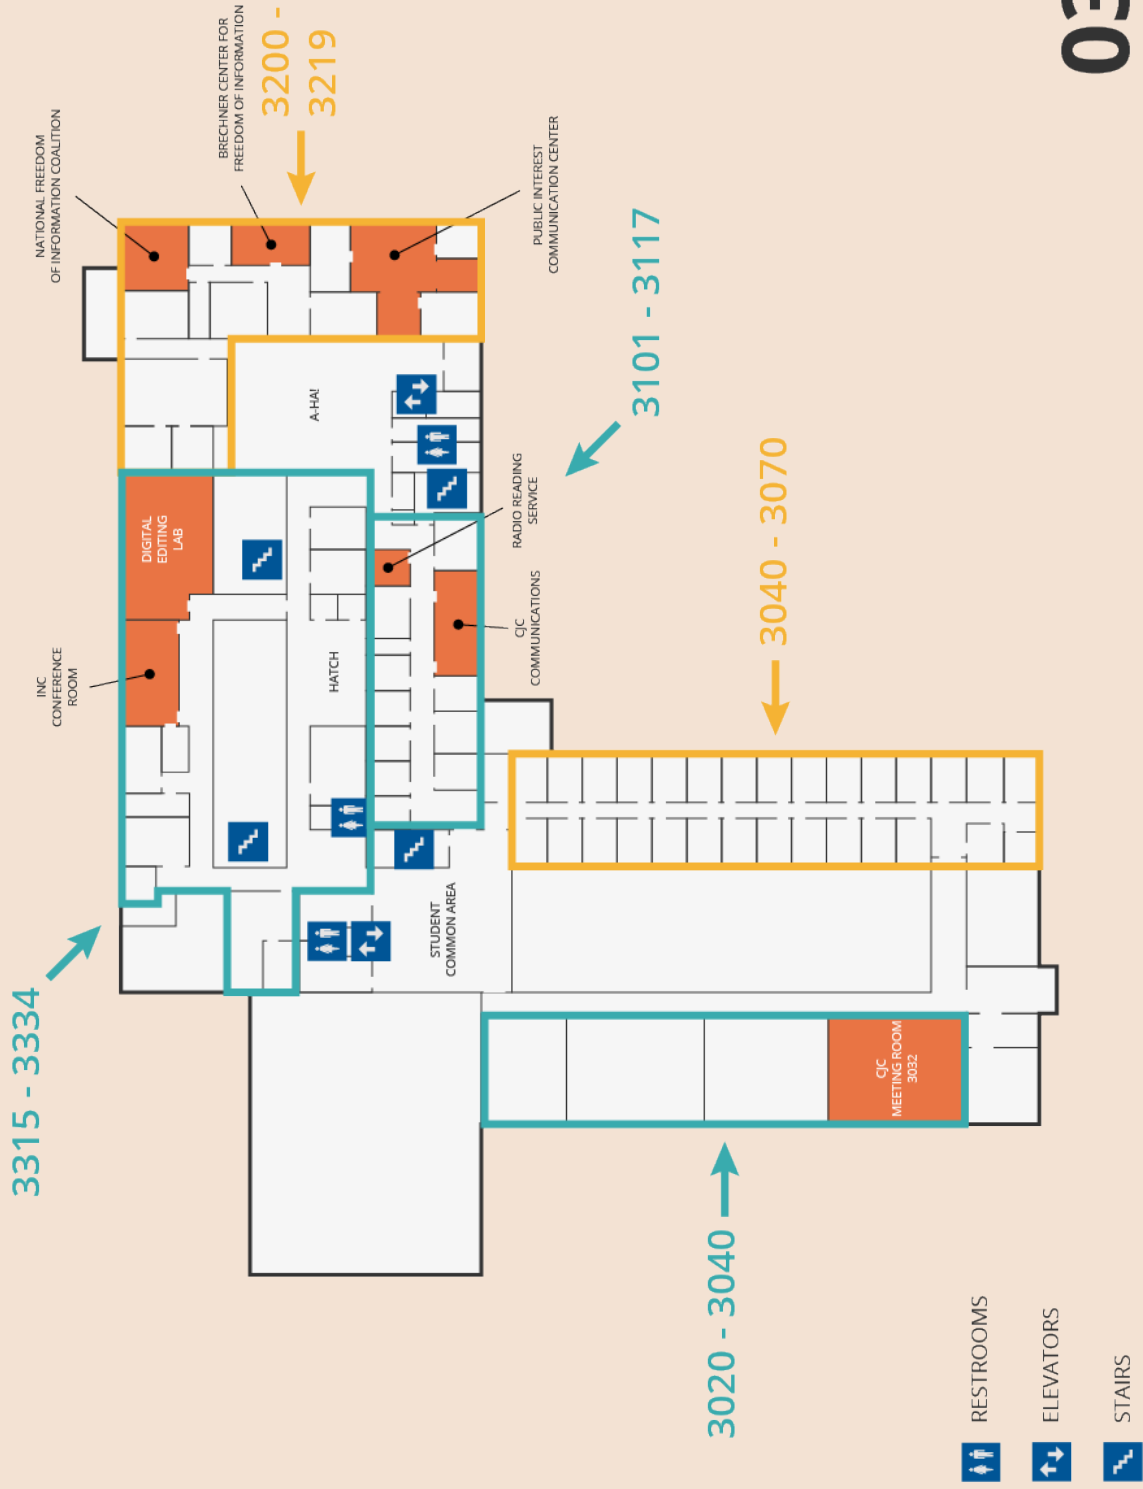 3315 - 3334
INC
CONFERENCE
ROOM
NATIONAL FREEDOM
OF INFORMATION COALITION
DIGITAL
EDITING
LAB
BRECHNER CENTER FOR
FREEDOM OF INFORMATION
3200 -
3219
HATCH
A-HA!
STUDENT
COMMON AREA
CJC
COMMUNICATIONS
RADIO READING
SERVICE
PUBLIC INTEREST
COMMUNICATION CENTER
3101 - 3117
3020 - 3040
3040 - 3070
CJC
MEETING ROOM
3032
RESTROOMS
ELEVATORS
STAIRS
03